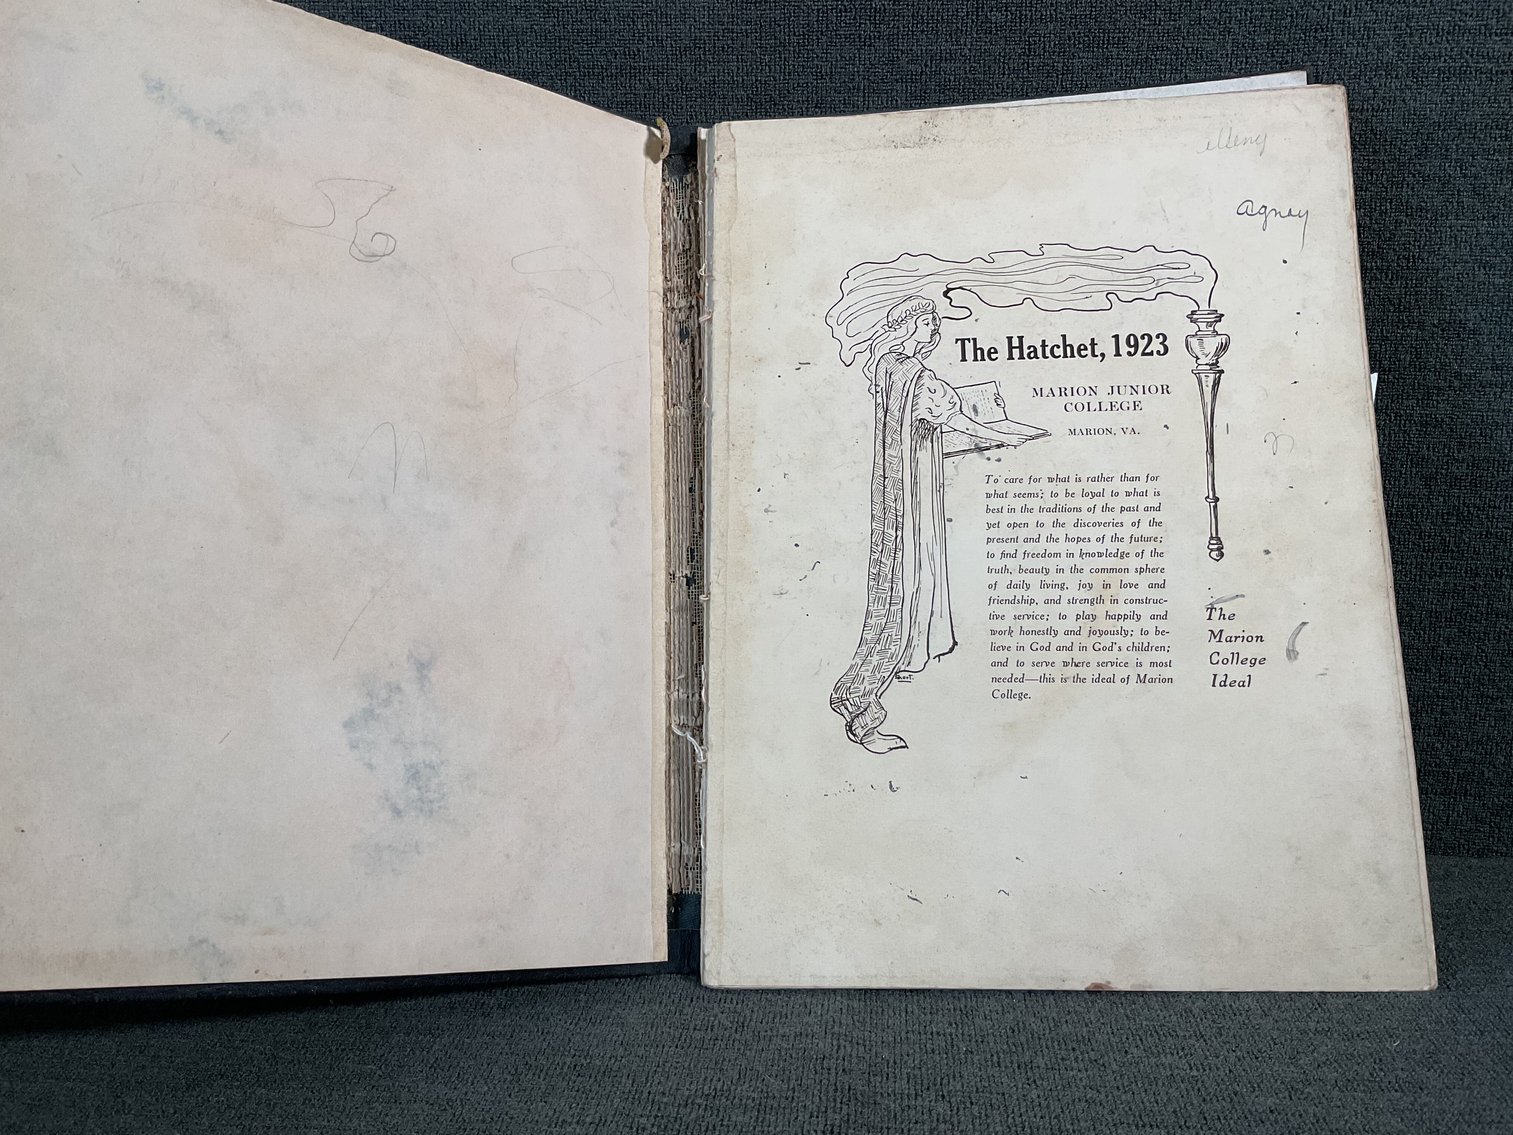 The Hatchet, 1923
MARION JUNIOR
COLLEGE
MARION, VA.
To care for what is rather than for
what seems; to be loyal to what is
best in the traditions of the past and
yet open to the discoveries of the
present and the hopes of the future;
to find freedom in knowledge of the
truth, beauty in the common sphere
of daily living, joy in love and
friendship, and strength in construc-
tive service; to play happily and
work honestly and joyously; to be-
lieve in God and in God's children;
and to serve where service is most
needed—this is the ideal of Marion
College.
The
Marion
College
Ideal